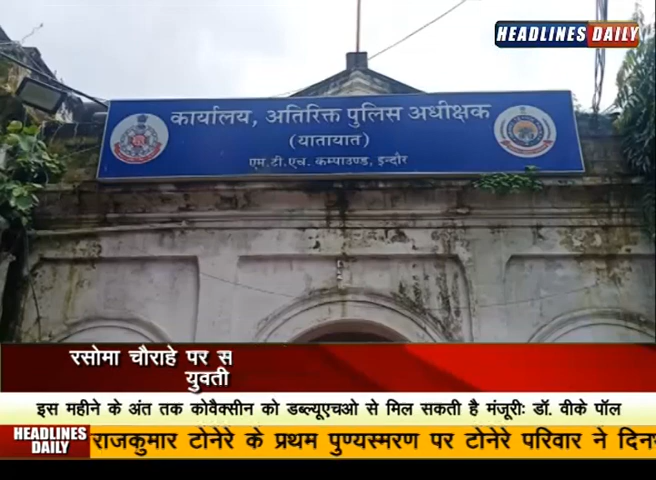 HEADLINES DAILY
कार्यालय, अतिरिक्त पुलिस अधीक्षक
(यातायात)
एम.टी.एच. कम्पाउण्ड, इन्दौर
रसोमा चौराहे पर स
युवती
इस महीने के अंत तक कोवैक्सीन को डब्ल्यूएचओ से मिल सकती है मंजूरीः डॉ. वीके पॉल
HEADLINES
DAILY
राजकुमार टोनेरे के प्रथम पुण्यस्मरण पर टोनेरे परिवार ने दिन